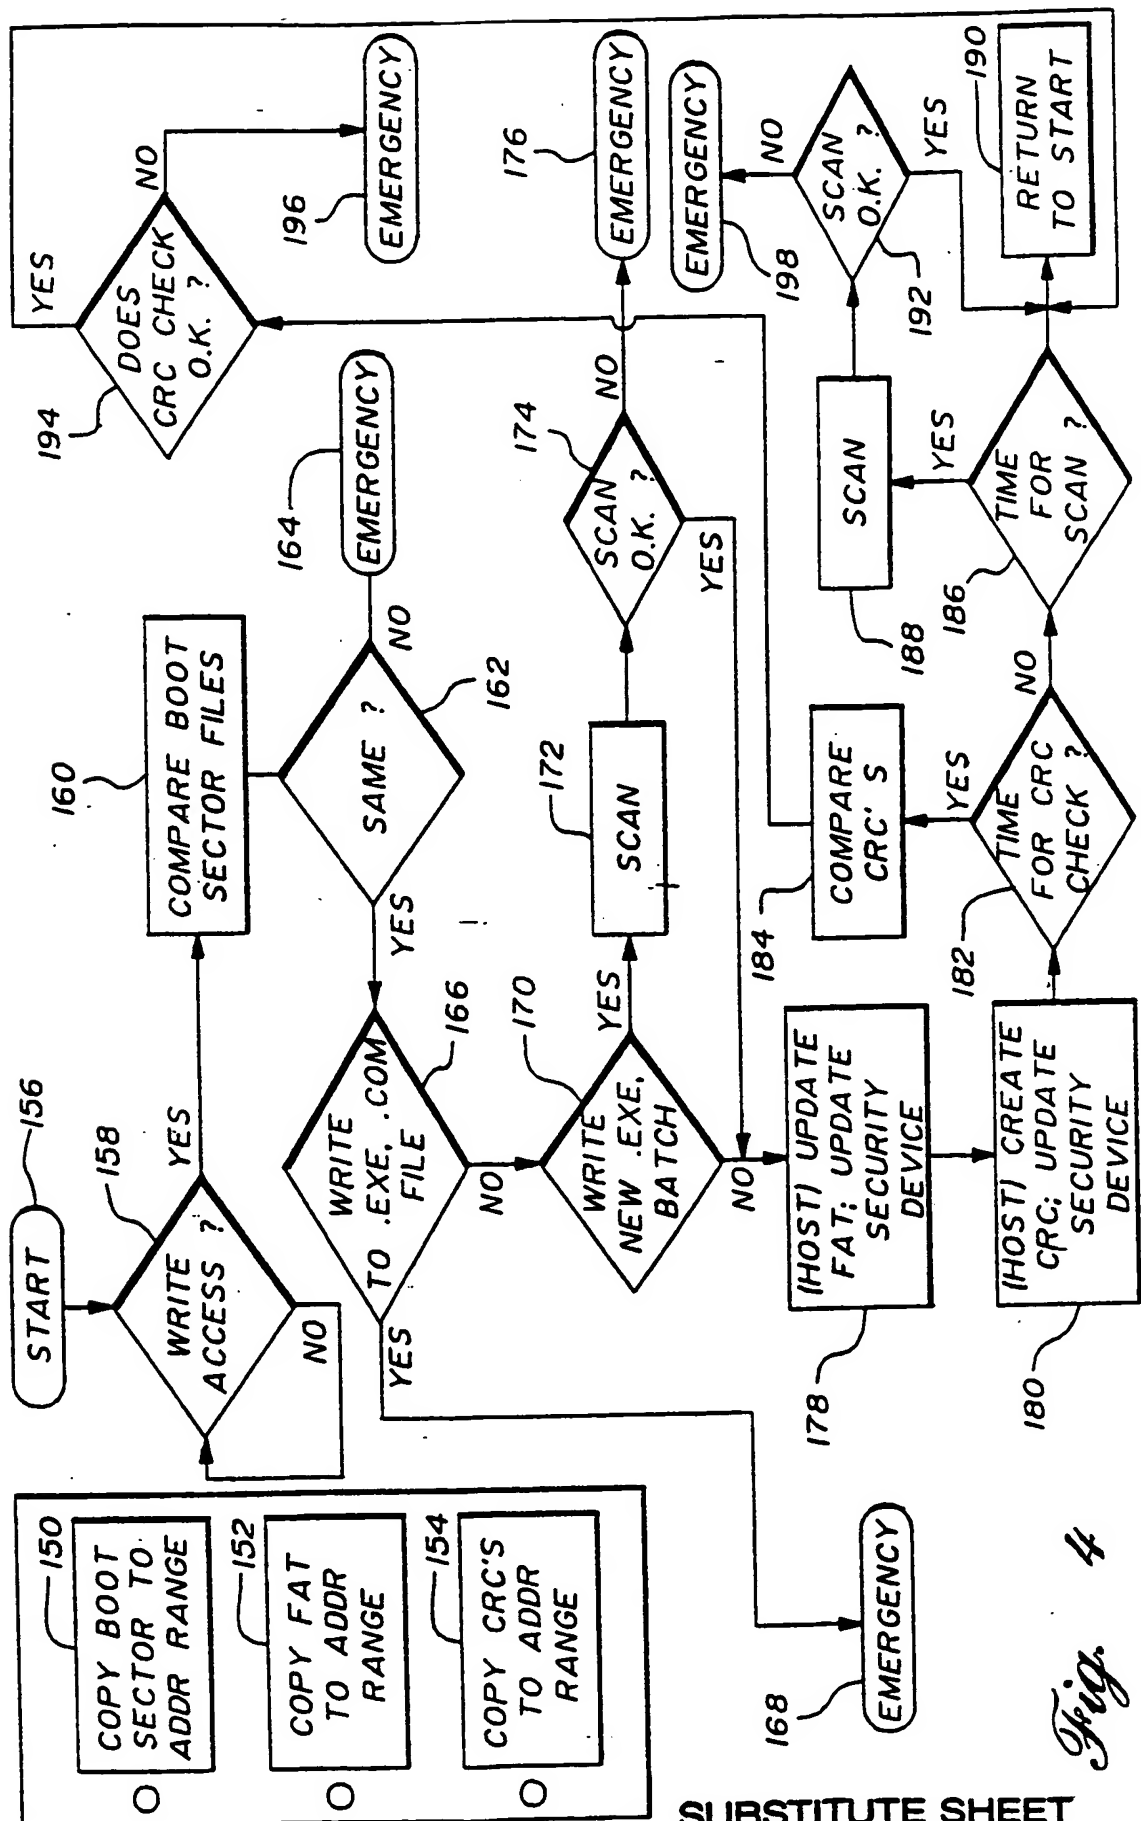 150
COPY BOOT
SECTOR TO
ADDR RANGE
152
COPY FAT
TO ADDR
RANGE
154
COPY CRC'S
TO ADDR
RANGE
START
156
158
WRITE
ACCESS ?
YES
NO
160
COMPARE BOOT
SECTOR FILES
162
SAME ?
NO
YES
164
EMERGENCY
166
WRITE
TO .EXE, .COM
FILE
YES
NO
168
EMERGENCY
170
WRITE
NEW .EXE,
BATCH
YES
NO
172
SCAN
174
SCAN
O.K. ?
NO
YES
176
EMERGENCY
178
(HOST) UPDATE
FAT; UPDATE
SECURITY
DEVICE
180
(HOST) CREATE
CRC; UPDATE
SECURITY
DEVICE
182
TIME
FOR CRC
CHECK ?
YES
NO
184
COMPARE
CRC'S
186
TIME
FOR
SCAN ?
YES
188
SCAN
192
SCAN
O.K. ?
NO
YES
198
EMERGENCY
190
RETURN
TO START
194
DOES
CRC CHECK
O.K. ?
YES
NO
196
EMERGENCY
Fig. 4
SUBSTITUTE SHEET